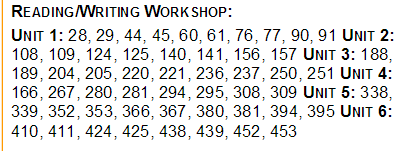 READING/WRITING WORKSHOP:
UNIT 1: 28, 29, 44, 45, 60, 61, 76, 77, 90, 91 UNIT 2:
108, 109, 124, 125, 140, 141, 156, 157 UNIT 3: 188,
189, 204, 205, 220, 221, 236, 237, 250, 251 UNIT 4:
166, 267, 280, 281, 294, 295, 308, 309 UNIT 5: 338,
339, 352, 353, 366, 367, 380, 381, 394, 395 UNIT 6:
410, 411, 424, 425, 438, 439, 452, 453